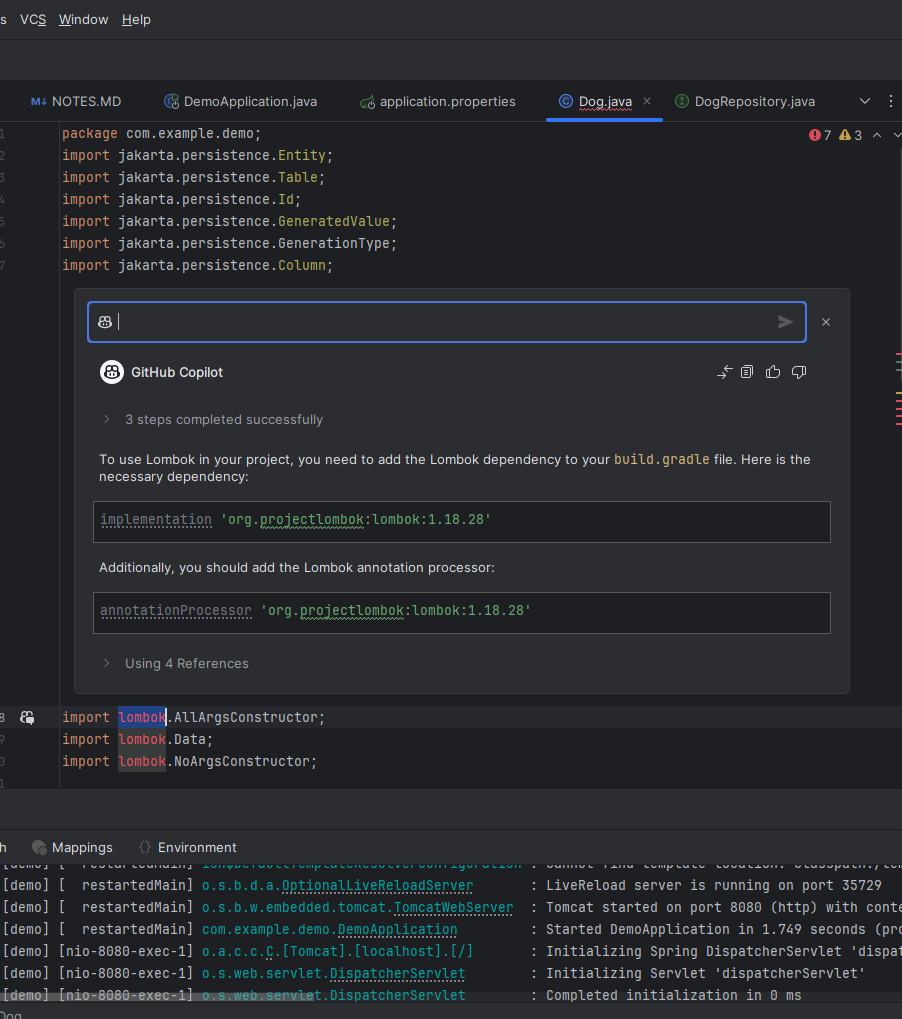 s VCS Window Help
M↓ NOTES.MD DemoApplication.java application.properties Dog.java × DogRepository.java
7 3
1 package com.example.demo;
2 import jakarta.persistence.Entity;
3 import jakarta.persistence.Table;
4 import jakarta.persistence.Id;
5 import jakarta.persistence.GeneratedValue;
6 import jakarta.persistence.GenerationType;
7 import jakarta.persistence.Column;
GitHub Copilot
3 steps completed successfully
To use Lombok in your project, you need to add the Lombok dependency to your build.gradle file. Here is the
necessary dependency:
implementation 'org.projectlombok:lombok:1.18.28'
Additionally, you should add the Lombok annotation processor:
annotationProcessor 'org.projectlombok:lombok:1.18.28'
Using 4 References
8 import lombok.AllArgsConstructor;
9 import lombok.Data;
0 import lombok.NoArgsConstructor;
1
h Mappings {} Environment
[demo] [ restartedMain] ion$DefaultTemplateResolverConfiguration : Cannot find template location: classpath:/tem
[demo] [ restartedMain] o.s.b.d.a.OptionalLiveReloadServer : LiveReload server is running on port 35729
[demo] [ restartedMain] o.s.b.w.embedded.tomcat.TomcatWebServer : Tomcat started on port 8080 (http) with conte
[demo] [ restartedMain] com.example.demo.DemoApplication : Started DemoApplication in 1.749 seconds (pro
[demo] [nio-8080-exec-1] o.a.c.c.C.[Tomcat].[localhost].[/] : Initializing Spring DispatcherServlet 'dispat
[demo] [nio-8080-exec-1] o.s.web.servlet.DispatcherServlet : Initializing Servlet 'dispatcherServlet'
[demo] [nio-8080-exec-1] o.s.web.servlet.DispatcherServlet : Completed initialization in 0 ms
Dog